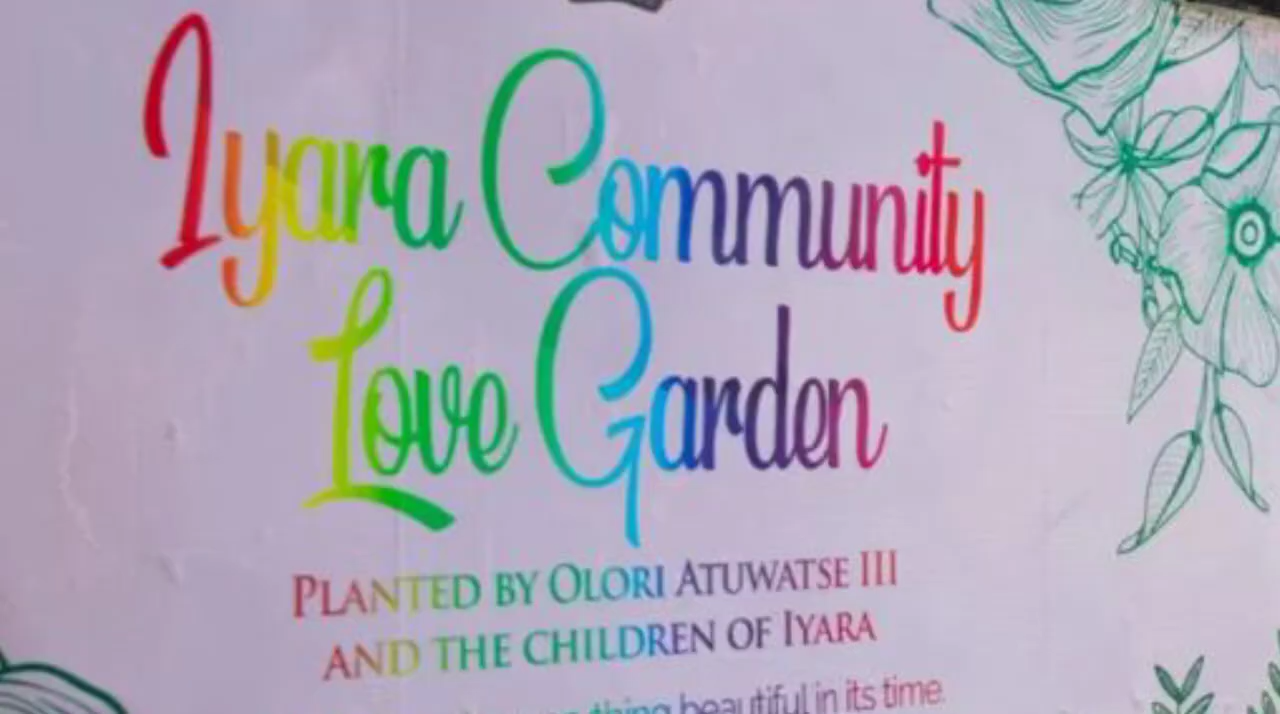 Iyara Community
Love Garden
PLANTED BY OLORI ATUWATSE III
AND THE CHILDREN OF IYARA
thing beautiful in its time.